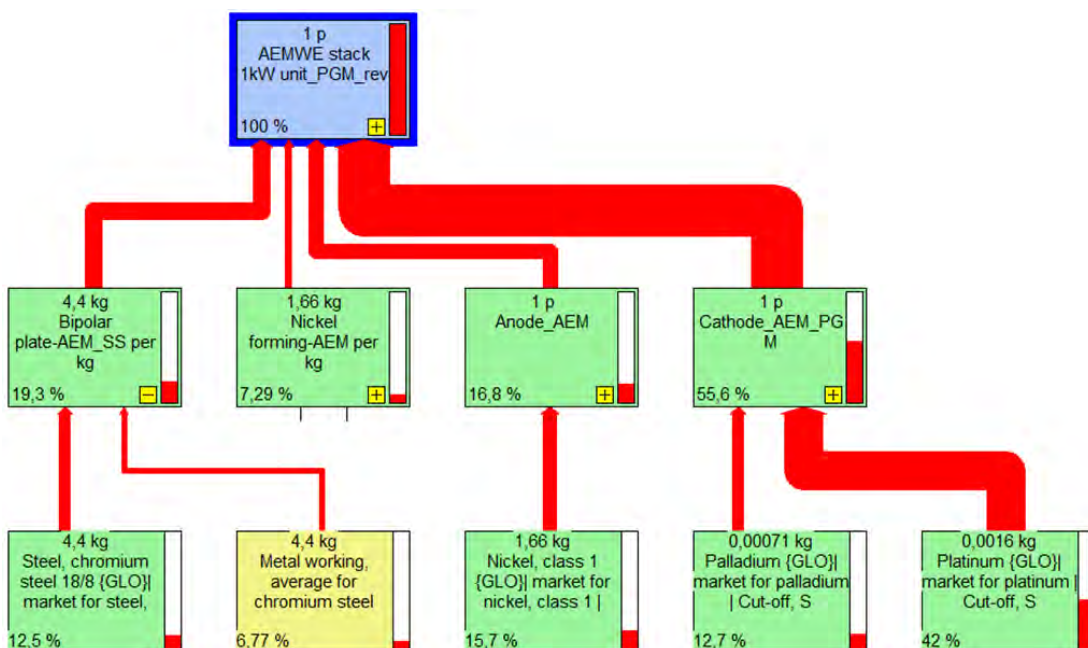 1 p
AEMWE stack
1kW unit_PGM_rev
100 %
+
4,4 kg
Bipolar
plate-AEM_SS per
kg
19,3 %
−
1,66 kg
Nickel
forming-AEM per
kg
7,29 %
+
1 p
Anode_AEM
16,8 %
+
1 p
Cathode_AEM_PG
M
55,6 %
+
4,4 kg
Steel, chromium
steel 18/8 {GLO}|
market for steel,
12,5 %
4,4 kg
Metal working,
average for
chromium steel
6,77 %
1,66 kg
Nickel, class 1
{GLO}| market for
nickel, class 1 |
15,7 %
0,00071 kg
Palladium {GLO}|
market for palladium
| Cut-off, S
12,7 %
0,0016 kg
Platinum {GLO}|
market for platinum |
Cut-off, S
42 %